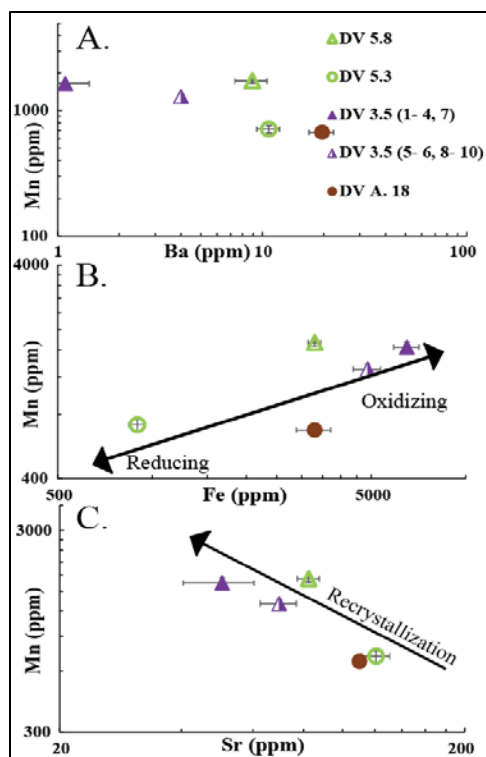 A.
DV 5.8
DV 5.3
DV 3.5 (1- 4, 7)
DV 3.5 (5- 6, 8- 10)
DV A. 18
1000
100
Mn (ppm)
1
Ba (ppm)
10
100
B.
4000
400
Mn (ppm)
Oxidizing
Reducing
500
Fe (ppm)
5000
C.
3000
300
Mn (ppm)
Recrystallization
20
Sr (ppm)
200